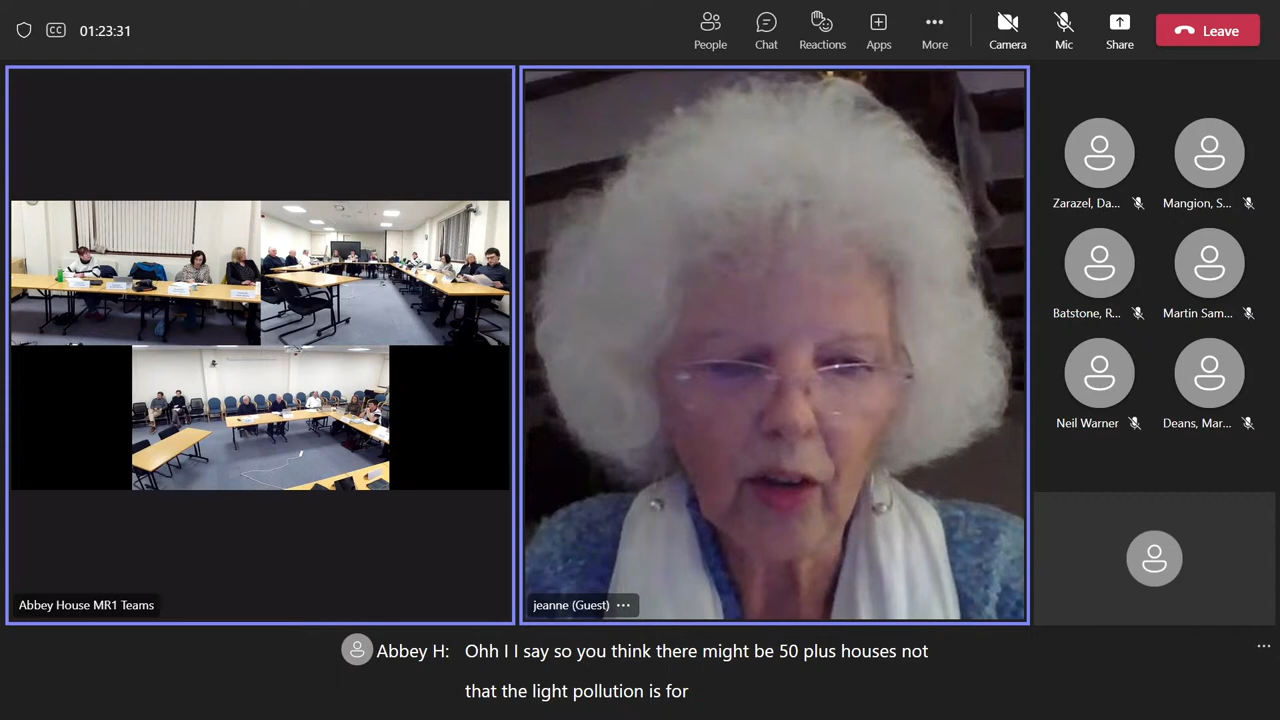 CC
01:23:31
People
Chat
Reactions
Apps
More
Camera
Mic
Share
Leave
Zarazel, Da...
Mangion, S...
Batstone, R...
Martin Sam...
Neil Warner
Deans, Mar...
Abbey House MR1 Teams
jeanne (Guest)
Abbey H: Ohh I I say so you think there might be 50 plus houses not
that the light pollution is for